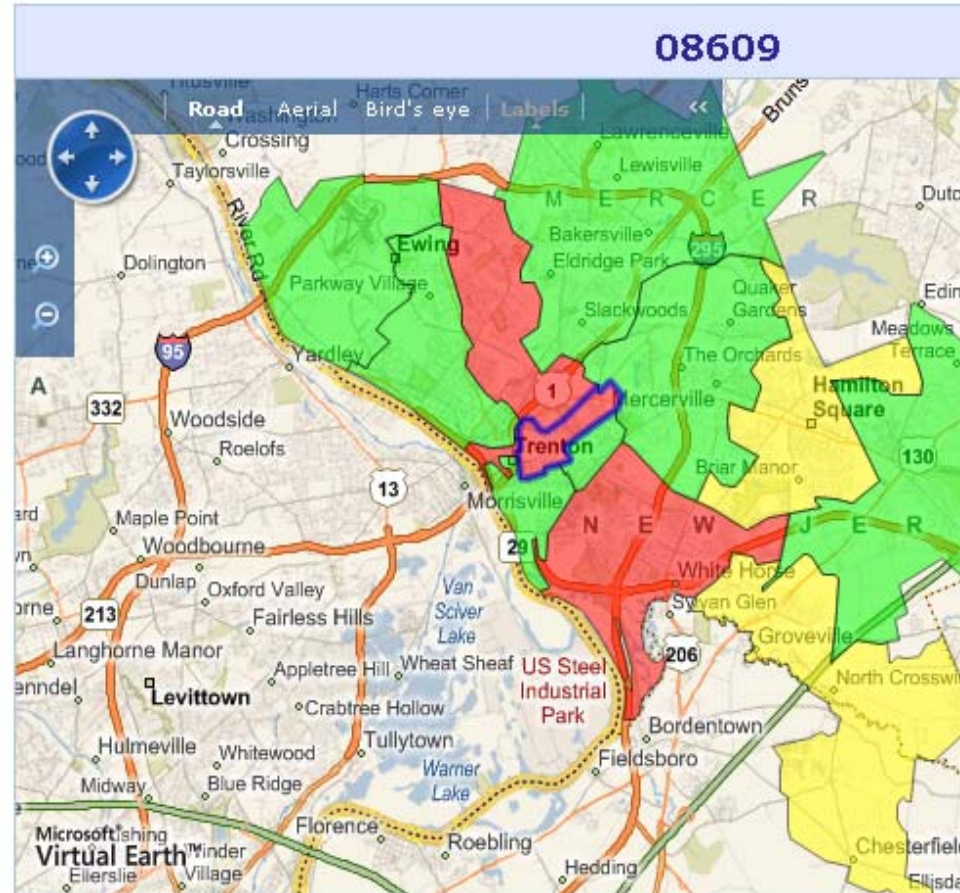 08609
Harts Corner
Road Aerial Bird's eye Labels <<
Crossing
Lawrenceville
Taylorsville
Lewisville
River Rd
M E R C E R
Bakersville
Ewing
295
Dolington
Eldridge Park
Parkway Village
Quaker
Gardens
Slackwoods
Meadows
Terrace
95
Yardley
The Orchards
A
1
Hamilton
Square
Mercerville
332
Woodside
Trenton
Roelofs
130
Briar Manor
13
Morrisville
N E W J E R
Maple Point
29
Woodbourne
White Horse
Dunlap
Oxford Valley
Van
Sciver
Lake
Sylvan Glen
213
Fairless Hills
Groveville
Langhorne Manor
206
Appletree Hill
Wheat Sheaf
US Steel
Industrial
Park
Levittown
Crabtree Hollow
Bordentown
Hulmeville
Whitewood
Tullytown
Fieldsboro
Midway
Blue Ridge
Warner
Lake
Florence
Microsoft
Virtual Earth™
Roebling
Village
Hedding